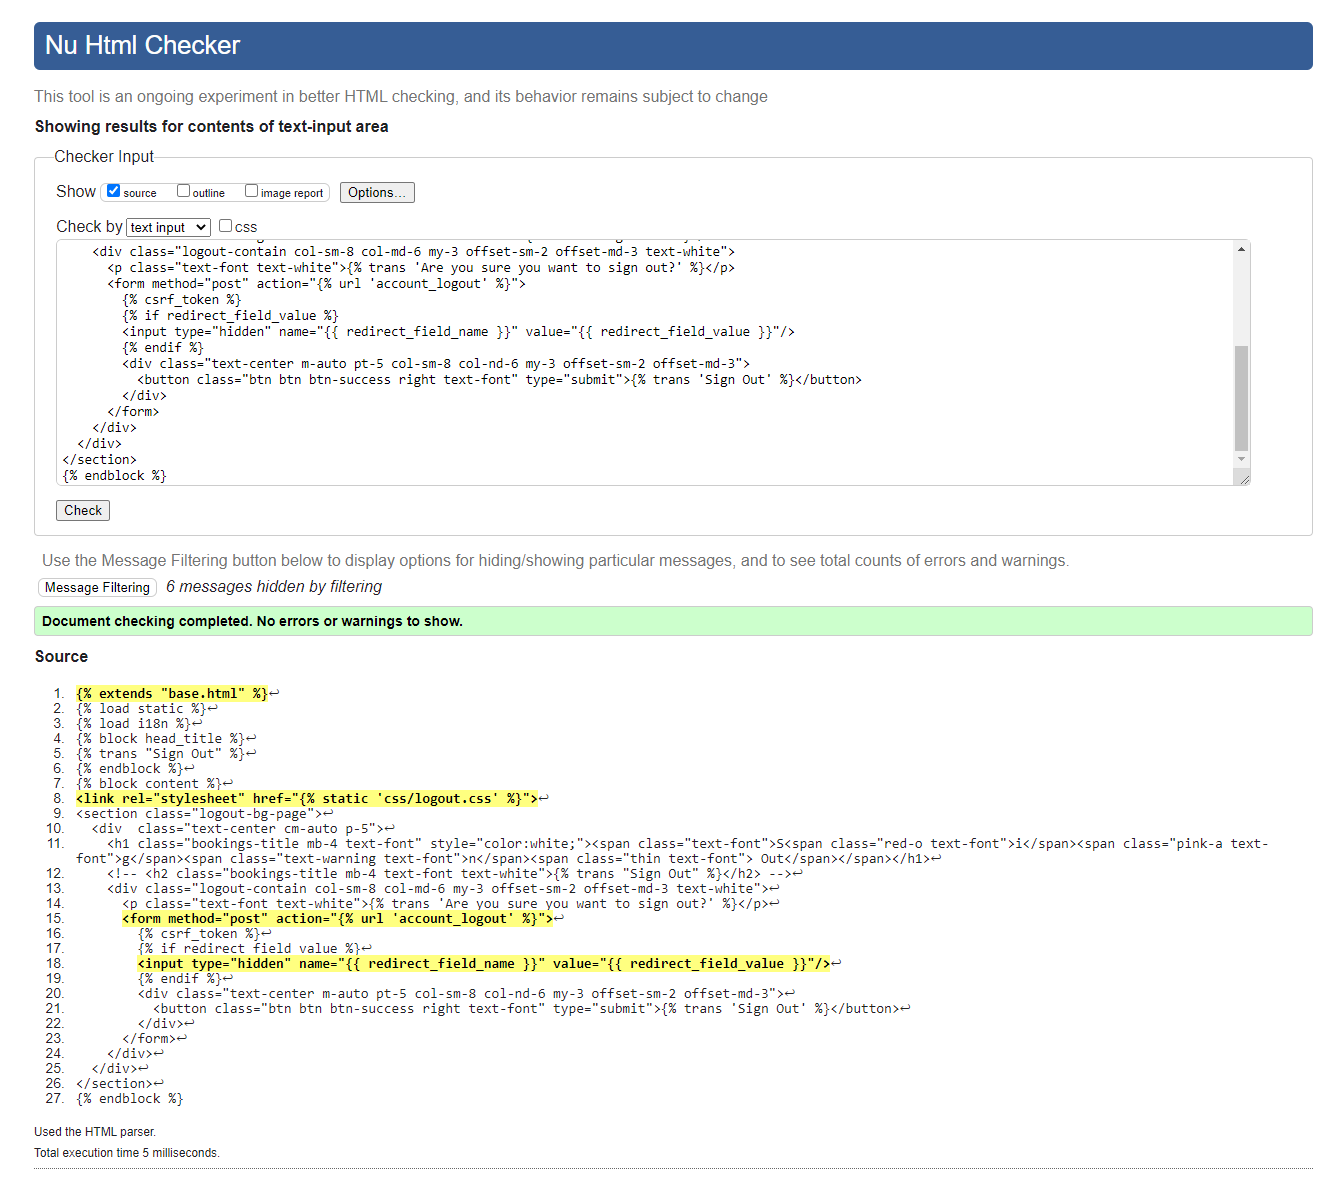 Nu Html Checker
This tool is an ongoing experiment in better HTML checking, and its behavior remains subject to change
Showing results for contents of text-input area
Checker Input
Show source outline image report Options...
Check by text input css
<div class="logout-contain col-sm-8 col-md-6 my-3 offset-sm-2 offset-md-3 text-white">
<p class="text-font text-white">{% trans 'Are you sure you want to sign out?' %}</p>
<form method="post" action="{% url 'account_logout' %}">
{% csrf_token %}
{% if redirect_field_value %}
<input type="hidden" name="{{ redirect_field_name }}" value="{{ redirect_field_value }}"/>
{% endif %}
<div class="text-center m-auto pt-5 col-sm-8 col-nd-6 my-3 offset-sm-2 offset-md-3">
<button class="btn btn btn-success right text-font" type="submit">{% trans 'Sign Out' %}</button>
</div>
</form>
</div>
</div>
</section>
{% endblock %}
Check
Use the Message Filtering button below to display options for hiding/showing particular messages, and to see total counts of errors and warnings.
Message Filtering 6 messages hidden by filtering
Document checking completed. No errors or warnings to show.
Source
1. {% extends "base.html" %}↩
2. {% load static %}↩
3. {% load i18n %}↩
4. {% block head_title %}↩
5. {% trans "Sign Out" %}↩
6. {% endblock %}↩
7. {% block content %}↩
8. <link rel="stylesheet" href="{% static 'css/logout.css' %}">↩
9. <section class="logout-bg-page">↩
10. <div  class="text-center cm-auto p-5">↩
11. <h1 class="bookings-title mb-4 text-font" style="color:white;"><span class="text-font">S<span class="red-o text-font">i</span><span class="pink-a text-
font">g</span><span class="text-warning text-font">n</span><span class="thin text-font"> Out</span></span></h1>↩
12. <!-- <h2 class="bookings-title mb-4 text-font text-white">{% trans "Sign Out" %}</h2> -->↩
13. <div class="logout-contain col-sm-8 col-md-6 my-3 offset-sm-2 offset-md-3 text-white">↩
14. <p class="text-font text-white">{% trans 'Are you sure you want to sign out?' %}</p>↩
15. <form method="post" action="{% url 'account_logout' %}">↩
16. {% csrf_token %}↩
17. {% if redirect_field_value %}↩
18. <input type="hidden" name="{{ redirect_field_name }}" value="{{ redirect_field_value }}"/>↩
19. {% endif %}↩
20. <div class="text-center m-auto pt-5 col-sm-8 col-nd-6 my-3 offset-sm-2 offset-md-3">↩
21. <button class="btn btn btn-success right text-font" type="submit">{% trans 'Sign Out' %}</button>↩
22. </div>↩
23. </form>↩
24. </div>↩
25. </div>↩
26. </section>↩
27. {% endblock %}
Used the HTML parser.
Total execution time 5 milliseconds.